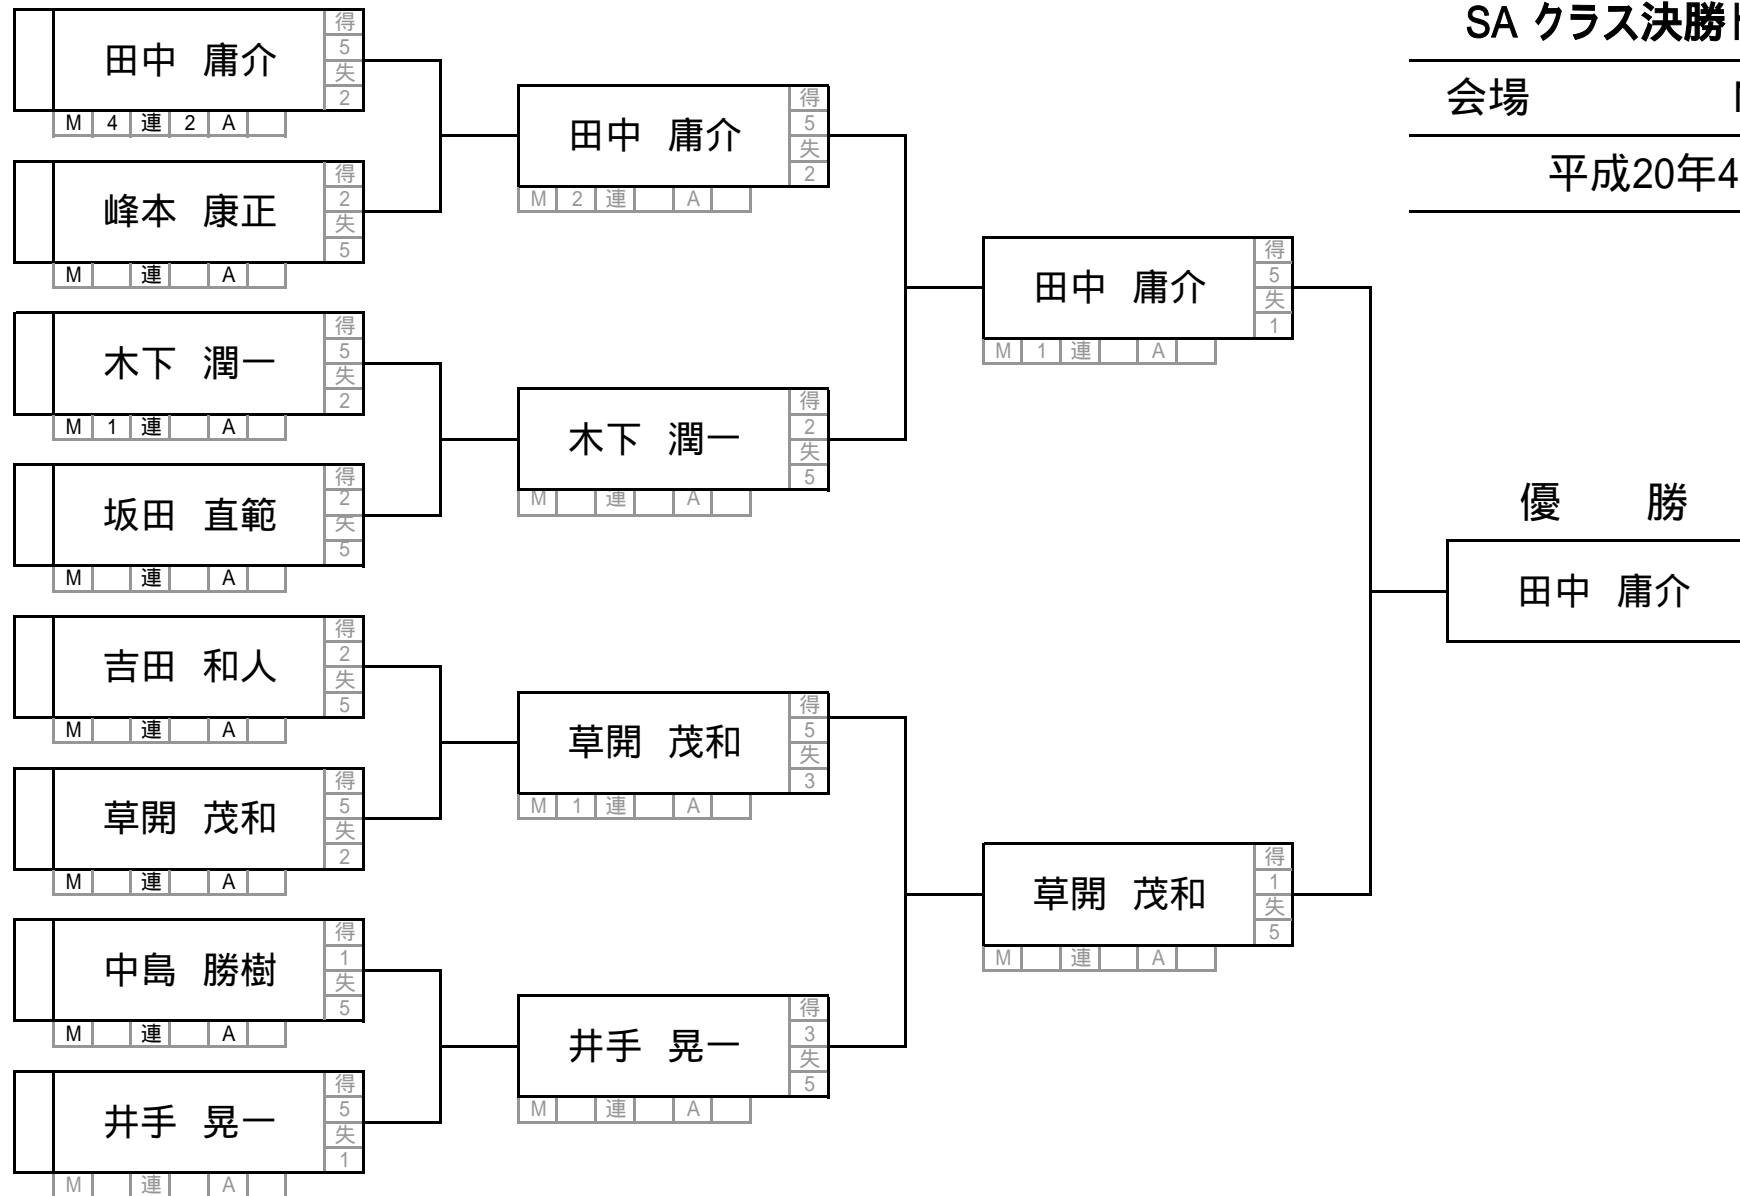 SA クラス決勝ト
会場
平成20年4
得
田中 庸介
5
失
2
M 4 連 2 A
得
峰本 康正
2
失
5
M 連 A
得
木下 潤一
5
失
2
M 1 連 A
得
坂田 直範
2
失
5
M 連 A
得
吉田 和人
2
失
5
M 連 A
得
草開 茂和
5
失
2
M 連 A
得
中島 勝樹
1
失
5
M 連 A
得
井手 晃一
5
失
1
M 連 A
得
田中 庸介
5
失
2
M 2 連 A
得
木下 潤一
2
失
5
M 連 A
得
草開 茂和
5
失
3
M 1 連 A
得
井手 晃一
3
失
5
M 連 A
得
田中 庸介
5
失
1
M 1 連 A
得
草開 茂和
1
失
5
M 連 A
優 勝
田中 庸介